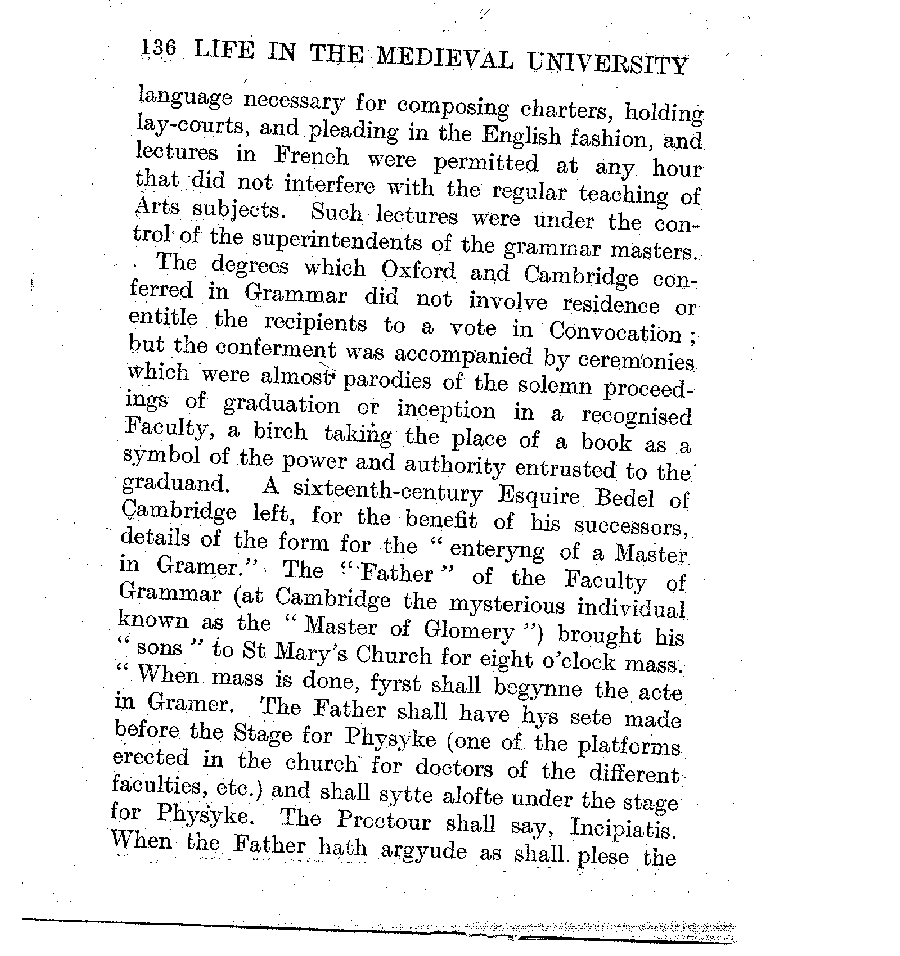 136 LIFE IN THE MEDIEVAL UNIVERSITY
language necessary for composing charters, holding
lay-courts, and pleading in the English fashion, and
lectures in French were permitted at any hour
that did not interfere with the regular teaching of
Arts subjects. Such lectures were under the con-
trol of the superintendents of the grammar masters.
The degrees which Oxford and Cambridge con-
ferred in Grammar did not involve residence or
entitle the recipients to a vote in Convocation ;
but the conferment was accompanied by ceremonies
which were almost parodies of the solemn proceed-
ings of graduation or inception in a recognised
Faculty, a birch taking the place of a book as a
symbol of the power and authority entrusted to the
graduand. A sixteenth-century Esquire Bedel of
Cambridge left, for the benefit of his successors,
details of the form for the “ enteryng of a Master
in Gramer.” The “ Father ” of the Faculty of
Grammar (at Cambridge the mysterious individual
known as the “ Master of Glomery ”) brought his
“ sons ” to St Mary’s Church for eight o’clock mass.
“ When mass is done, fyrst shall begynne the acte
in Gramer. The Father shall have hys sete made
before the Stage for Physyke (one of the platforms
erected in the church for doctors of the different
faculties, etc.) and shall sytte alofte under the stage
for Physyke. The Proctour shall say, Incipiatis.
When the Father hath argyude as shall plese the